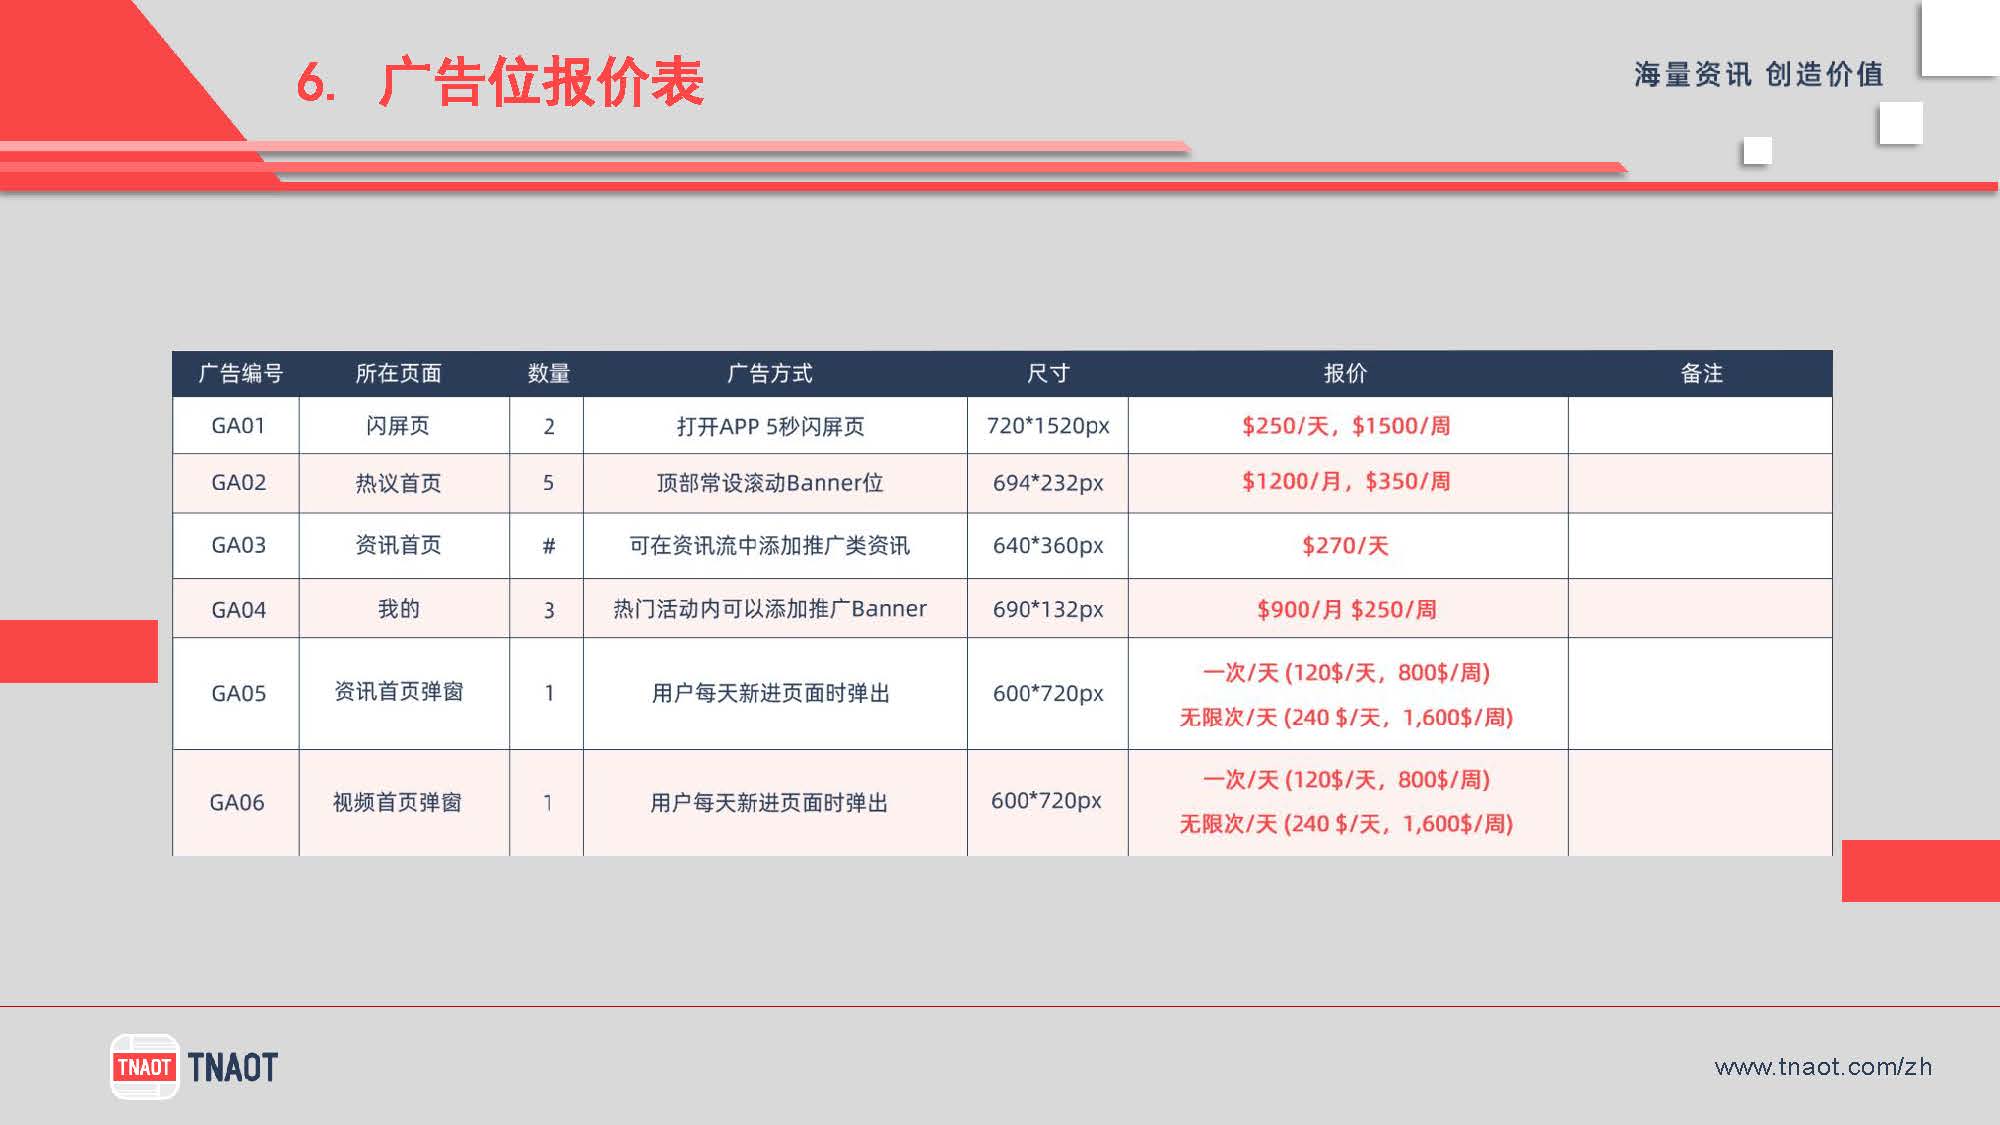 6. 广告位报价表
海量资讯 创造价值
广告编号 所在页面 数量 广告方式 尺寸 报价 备注
GA01 闪屏页 2 打开APP 5秒闪屏页 720*1520px $250/天，$1500/周
GA02 热议首页 5 顶部常设滚动Banner位 694*232px $1200/月，$350/周
GA03 资讯首页 # 可在资讯流中添加推广类资讯 640*360px $270/天
GA04 我的 3 热门活动内可以添加推广Banner 690*132px $900/月 $250/周
GA05 资讯首页弹窗 1 用户每天新进页面时弹出 600*720px 一次/天 (120$/天，800$/周)
无限次/天 (240 $/天，1,600$/周)
GA06 视频首页弹窗 1 用户每天新进页面时弹出 600*720px 一次/天 (120$/天，800$/周)
无限次/天 (240 $/天，1,600$/周)
TNAOT TNAOT
www.tnaot.com/zh